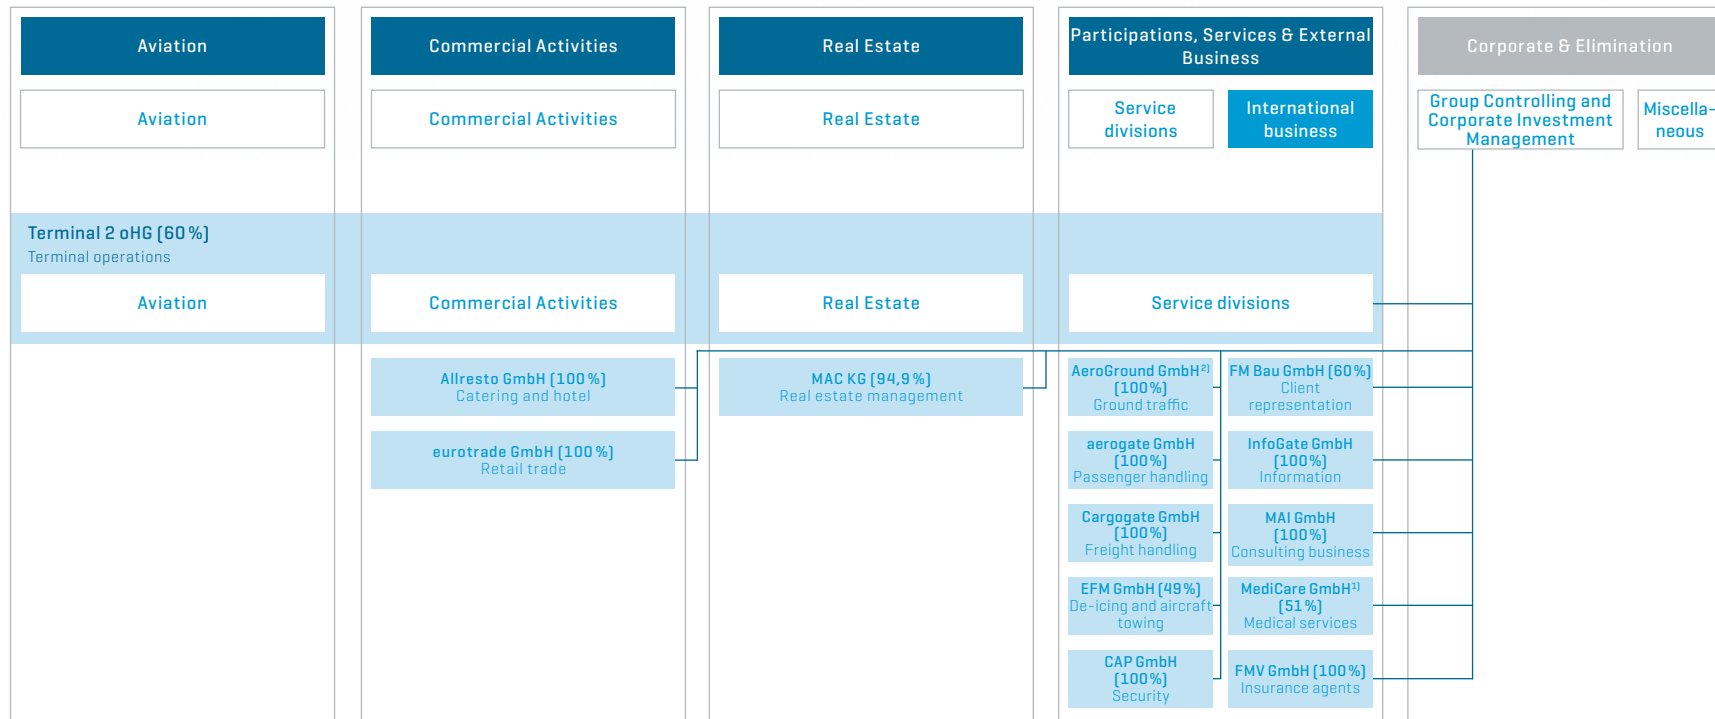 Aviation
Commercial Activities
Real Estate
Participations, Services & External
Business
Corporate & Elimination
Aviation
Commercial Activities
Real Estate
Service
divisions
International
business
Group Controlling and
Corporate Investment
Management
Miscella-
neous
Terminal 2 oHG (60 %)
Terminal operations
Aviation
Commercial Activities
Real Estate
Service divisions
Allresto GmbH (100 %)
Catering and hotel
MAC KG (94,9 %)
Real estate management
AeroGround GmbH²⁾
(100 %)
Ground traffic
FM Bau GmbH (60 %)
Client
representation
eurotrade GmbH (100 %)
Retail trade
aerogate GmbH
(100 %)
Passenger handling
InfoGate GmbH
(100 %)
Information
Cargogate GmbH
(100 %)
Freight handling
MAI GmbH
(100 %)
Consulting business
EFM GmbH (49 %)
De-icing and aircraft
towing
MediCare GmbH¹⁾
(51 %)
Medical services
CAP GmbH
(100 %)
Security
FMV GmbH (100 %)
Insurance agents